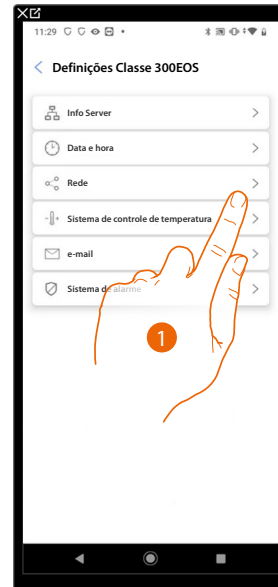 11:29
Definições Classe 300EOS
Info Server
Data e hora
Rede
Sistema de controle de temperatura
e-mail
Sistema de alarme
1